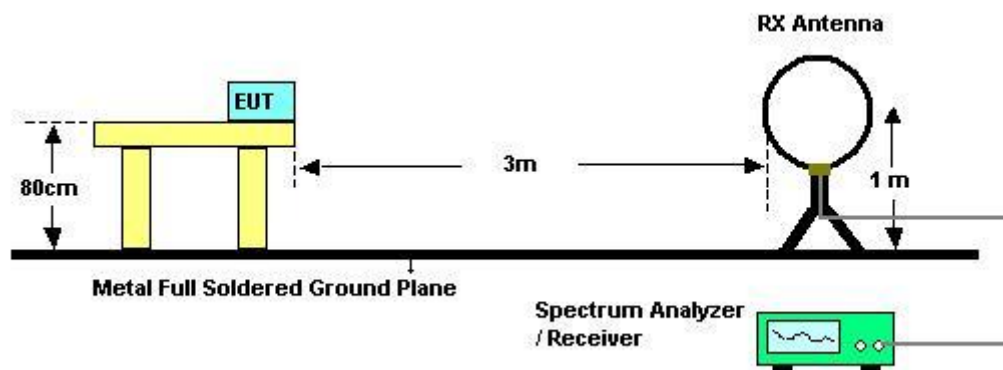 RX Antenna
EUT
80cm
3m
1 m
Metal Full Soldered Ground Plane
Spectrum Analyzer
/ Receiver